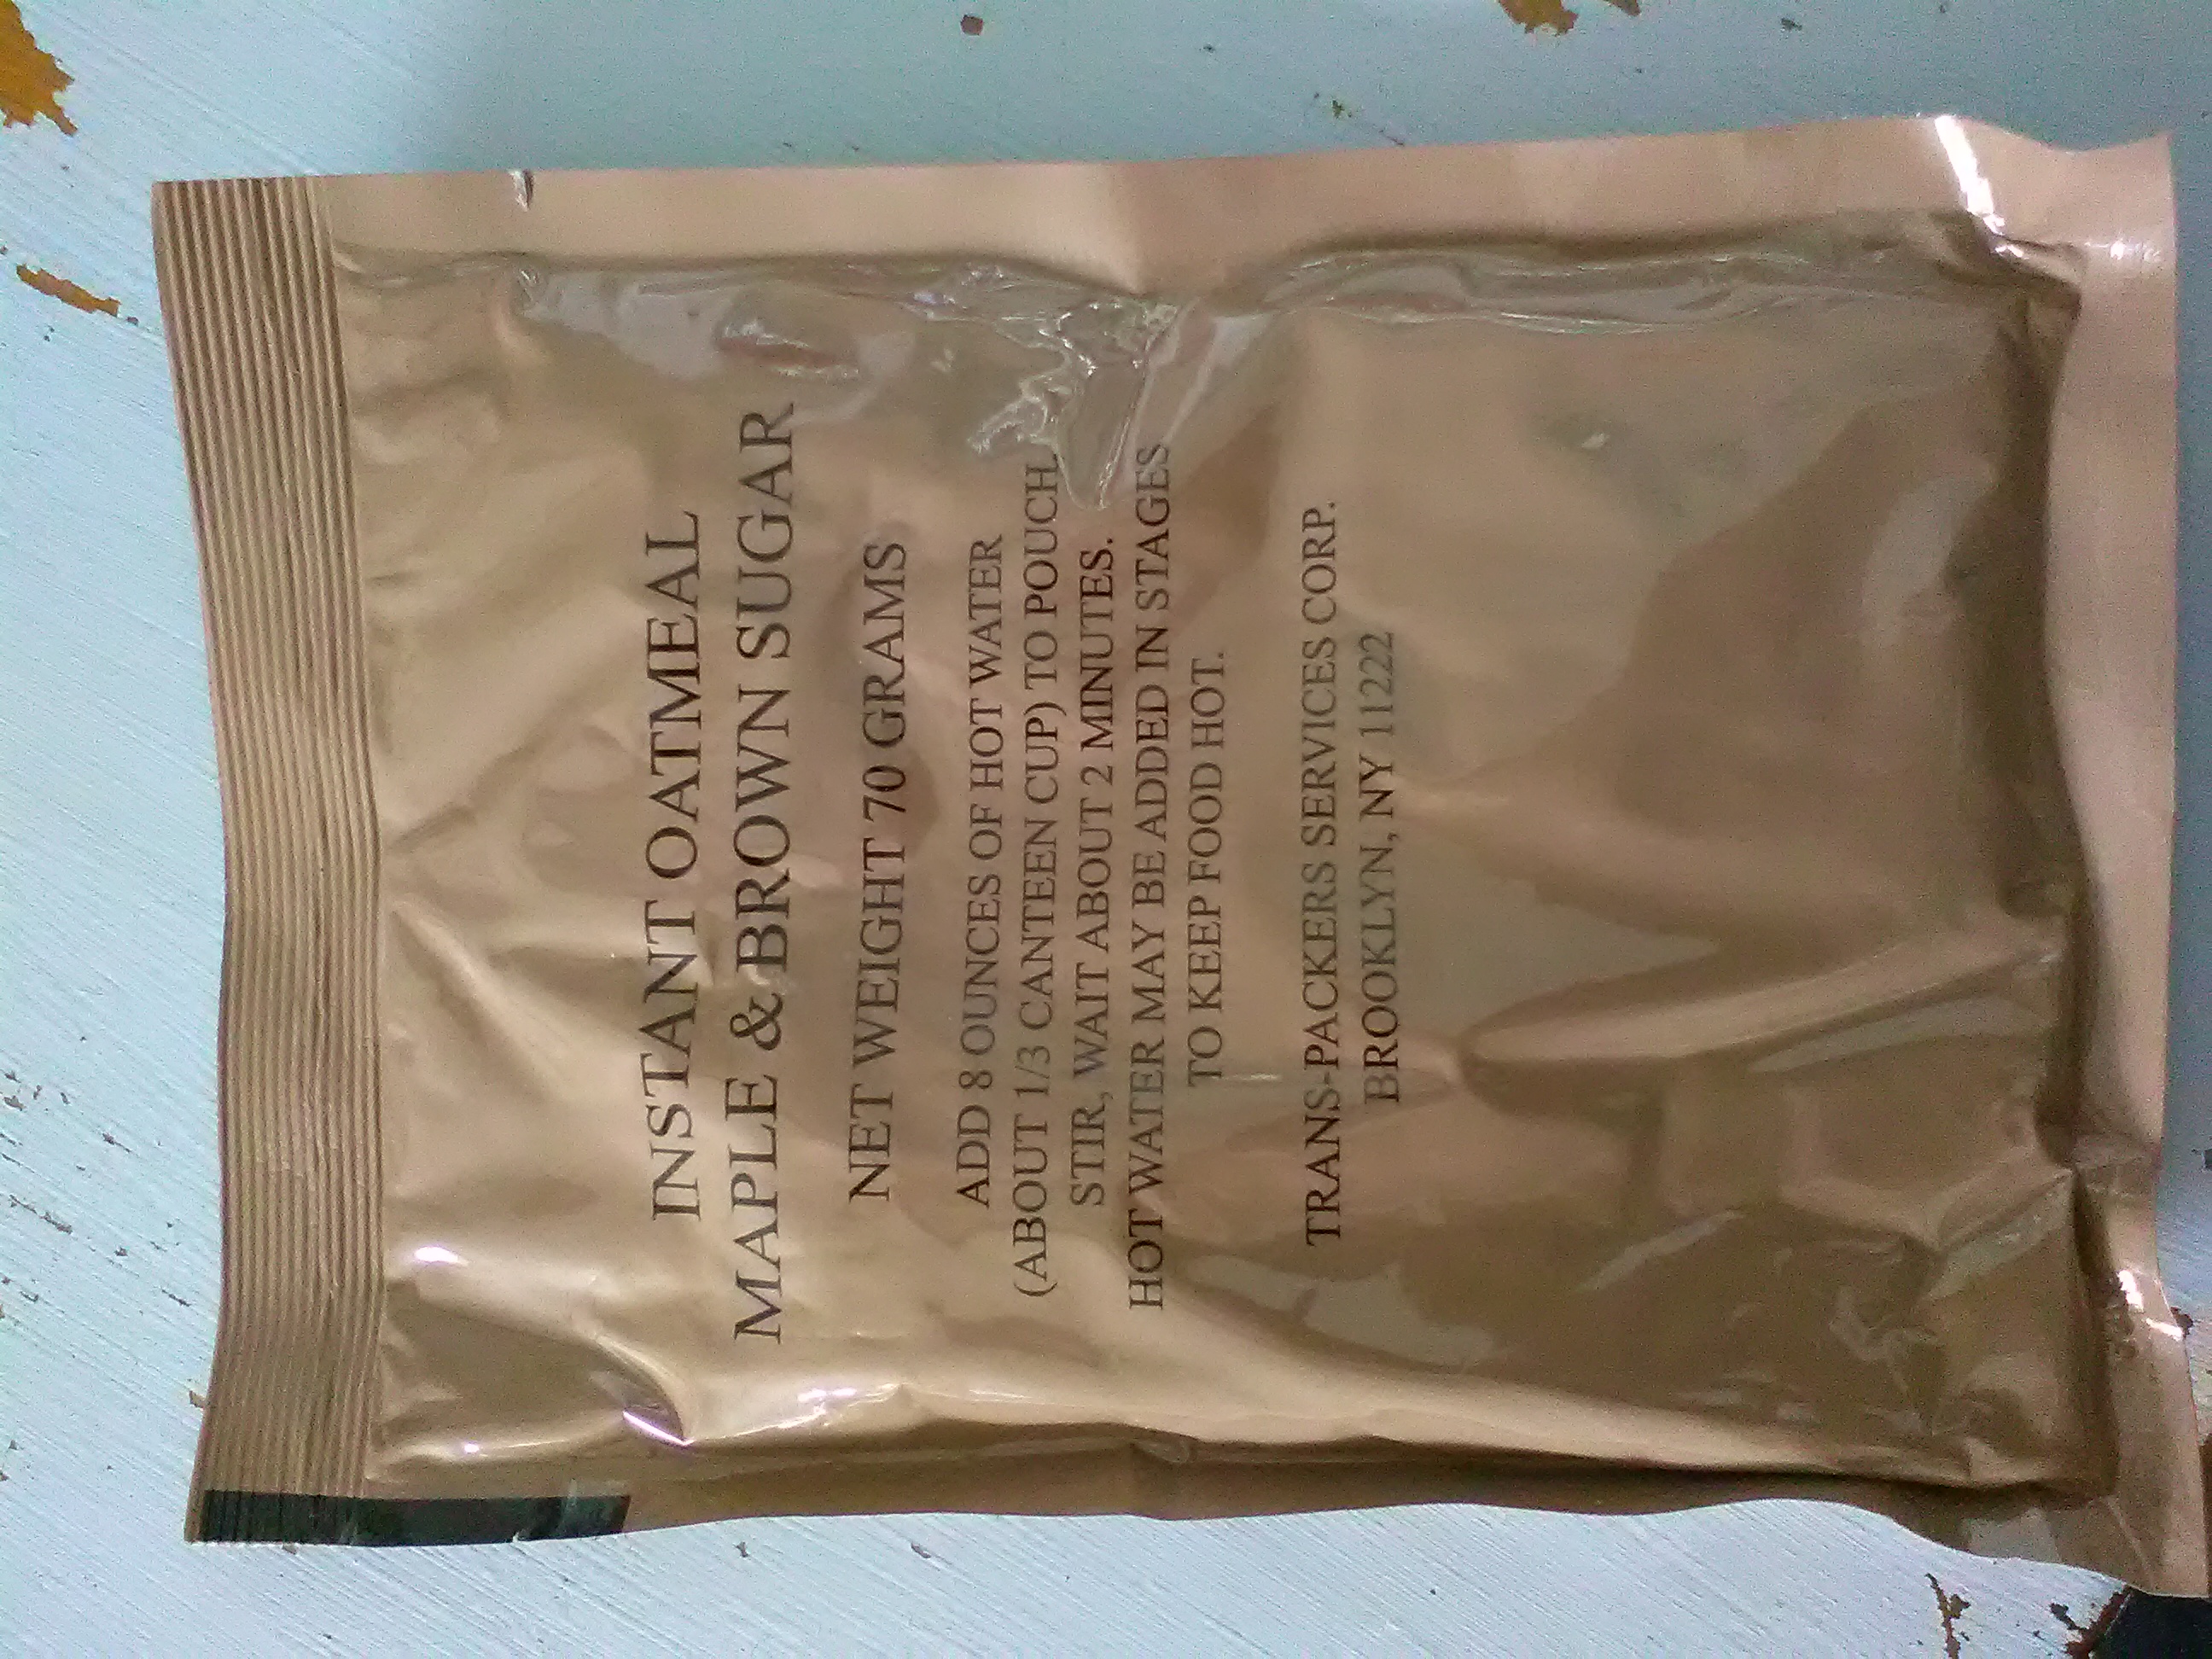 INSTANT OATMEAL
MAPLE & BROWN SUGAR
NET WEIGHT 70 GRAMS
ADD 8 OUNCES OF HOT WATER
(ABOUT 1/3 CANTEEN CUP) TO POUCH
STIR, WAIT ABOUT 2 MINUTES.
HOT WATER MAY BE ADDED IN STAGES
TO KEEP FOOD HOT.
TRANS-PACKERS SERVICES CORP.
BROOKLYN, NY 11222